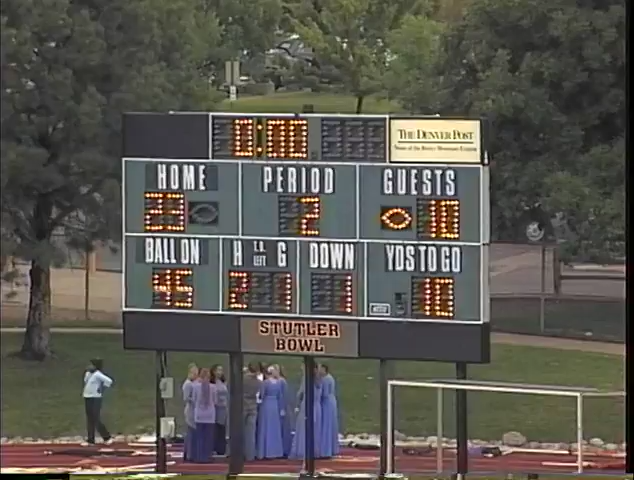 0:00
THE DENVER POST
HOME PERIOD GUESTS
23 2 10
BALL ON H T.O. LEFT G DOWN YDS TO GO
45 2 1 1 10
STUTLER
BOWL